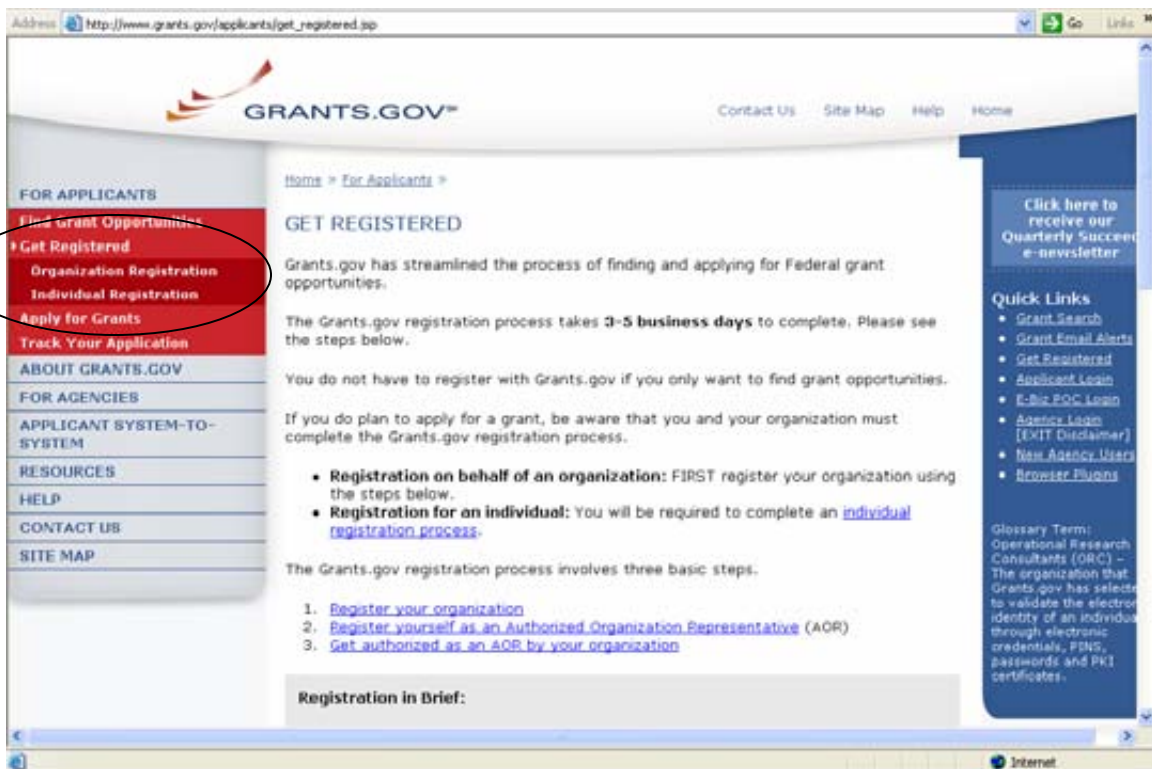 Address http://www.grants.gov/applicants/get_registered.jsp Go Links »
GRANTS.GOV℠
Contact Us Site Map Help Home
FOR APPLICANTS
Find Grant Opportunities
Get Registered
Organization Registration
Individual Registration
Apply for Grants
Track Your Application
ABOUT GRANTS.GOV
FOR AGENCIES
APPLICANT SYSTEM-TO-
SYSTEM
RESOURCES
HELP
CONTACT US
SITE MAP
Home > For Applicants >
GET REGISTERED
Grants.gov has streamlined the process of finding and applying for Federal grant
opportunities.
The Grants.gov registration process takes 3-5 business days to complete. Please see
the steps below.
You do not have to register with Grants.gov if you only want to find grant opportunities.
If you do plan to apply for a grant, be aware that you and your organization must
complete the Grants.gov registration process.
• Registration on behalf of an organization: FIRST register your organization using
the steps below.
• Registration for an individual: You will be required to complete an individual
registration process.
The Grants.gov registration process involves three basic steps.
1. Register your organization
2. Register yourself as an Authorized Organization Representative (AOR)
3. Get authorized as an AOR by your organization
Registration in Brief:
Click here to
receive our
Quarterly Succeed
e-newsletter
Quick Links
• Grant Search
• Grant Email Alerts
• Get Registered
• Applicant Login
• E-Biz POC Login
• Agency Login
[EXIT Disclaimer]
• New Agency Users
• Browser Plugins
Glossary Term:
Operational Research
Consultants (ORC) –
The organization that
Grants.gov has selecte
to validate the electron
identity of an individua
through electronic
credentials, PINS,
passwords and PKI
certificates.
Internet